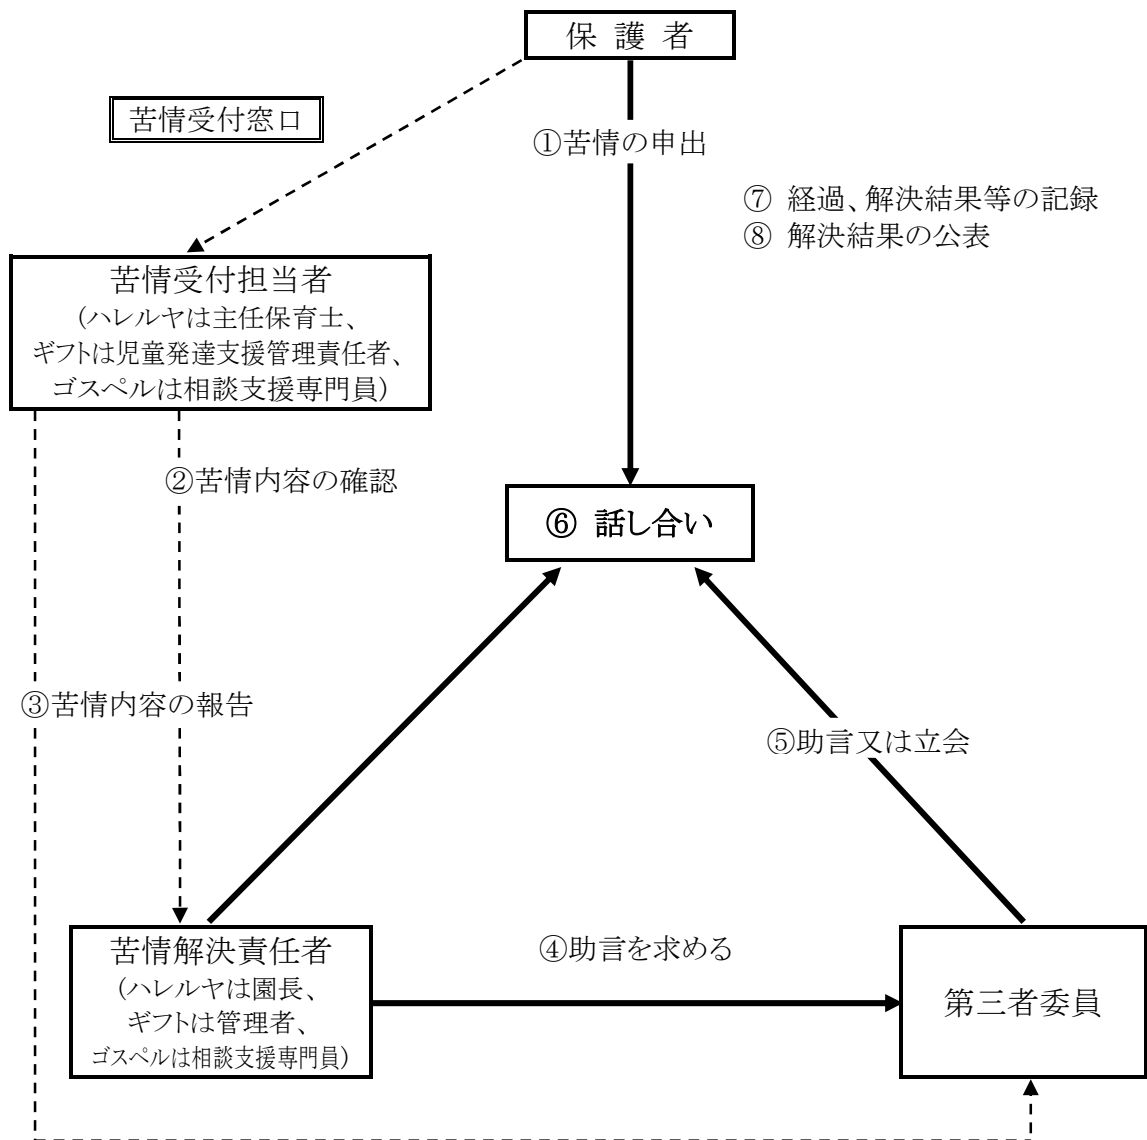 保 護 者
苦情受付窓口
①苦情の申出
⑦ 経過、解決結果等の記録
⑧ 解決結果の公表
苦情受付担当者
(ハレルヤは主任保育士、
ギフトは児童発達支援管理責任者、
ゴスペルは相談支援専門員)
②苦情内容の確認
⑥ 話し合い
③苦情内容の報告
⑤助言又は立会
苦情解決責任者
(ハレルヤは園長、
ギフトは管理者、
ゴスペルは相談支援専門員)
④助言を求める
第三者委員